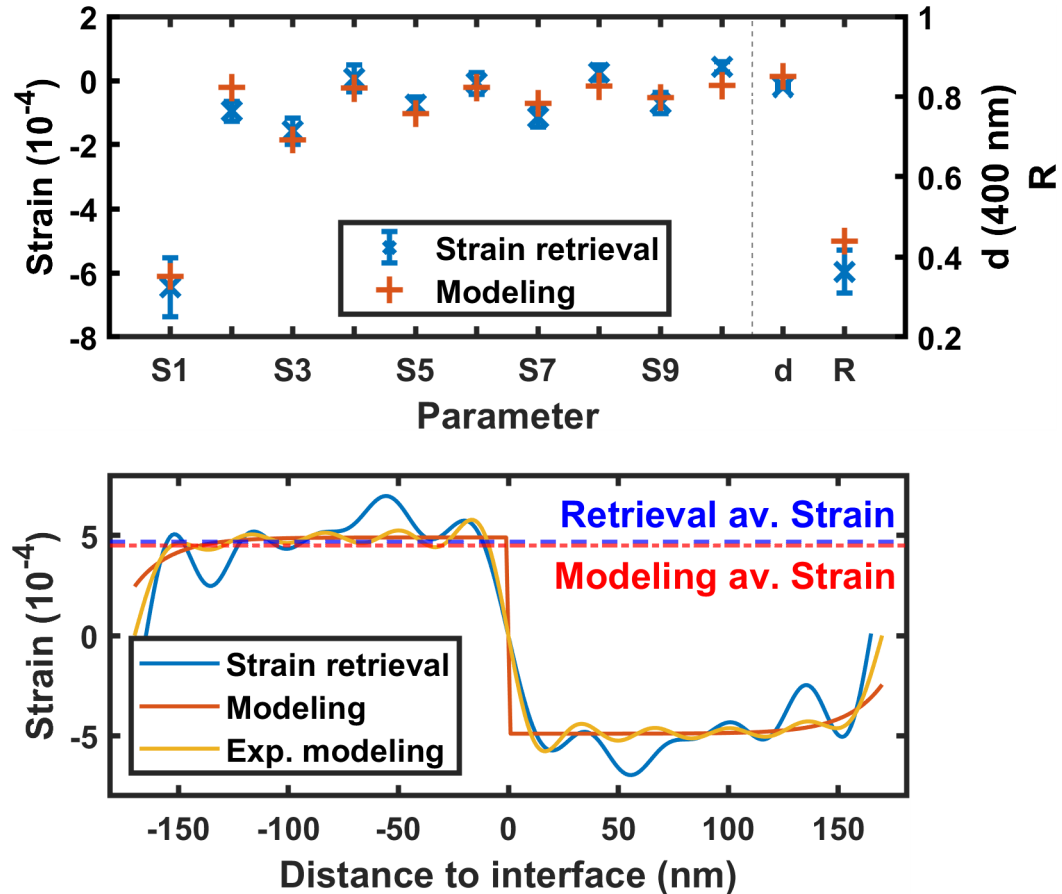 2
0
-2
-4
-6
-8
Strain (10-4)
1
0.8
0.6
0.4
0.2
d (400 nm)
R
Strain retrieval
Modeling
S1 S3 S5 S7 S9 d R
Parameter
5
0
-5
Strain (10-4)
Retrieval av. Strain
Modeling av. Strain
Strain retrieval
Modeling
Exp. modeling
-150 -100 -50 0 50 100 150
Distance to interface (nm)